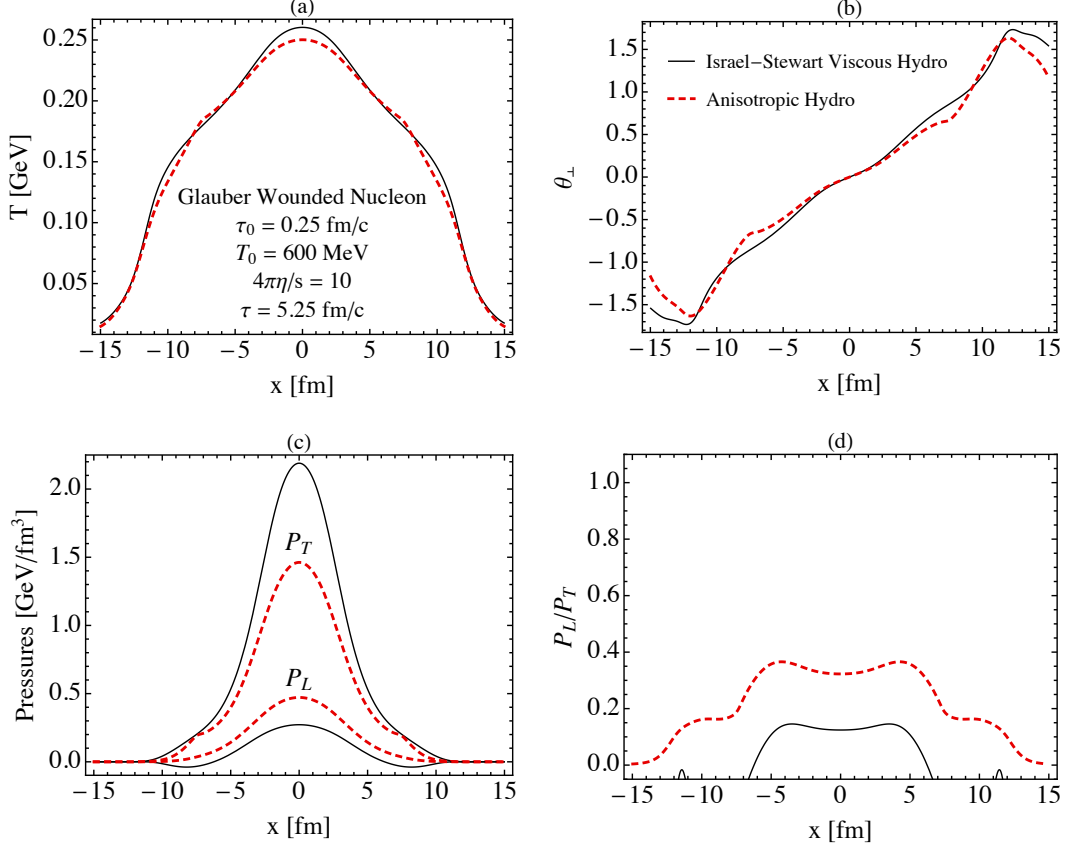 (a)
T [GeV]
0.25
0.20
0.15
0.10
0.05
Glauber Wounded Nucleon
τ0 = 0.25 fm/c
T0 = 600 MeV
4πη/s = 10
τ = 5.25 fm/c
−15 −10 −5 0 5 10 15
x [fm]
(b)
θ⊥
1.5
1.0
0.5
0.0
−0.5
−1.0
−1.5
Israel−Stewart Viscous Hydro
Anisotropic Hydro
−15 −10 −5 0 5 10 15
x [fm]
(c)
Pressures [GeV/fm³]
2.0
1.5
1.0
0.5
0.0
P_T
P_L
−15 −10 −5 0 5 10 15
x [fm]
(d)
P_L/P_T
1.0
0.8
0.6
0.4
0.2
0.0
−15 −10 −5 0 5 10 15
x [fm]